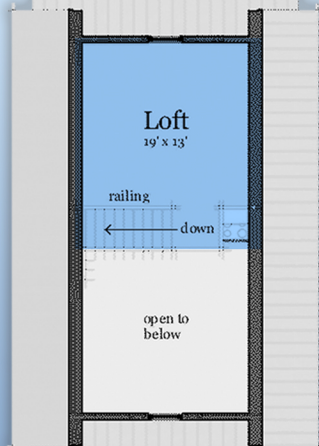 Loft
19' x 13'
railing
down
open to
below